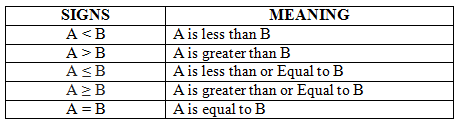 SIGNS MEANING
A < B A is less than B
A > B A is greater than B
A ≤ B A is less than or Equal to B
A ≥ B A is greater than or Equal to B
A = B A is equal to B